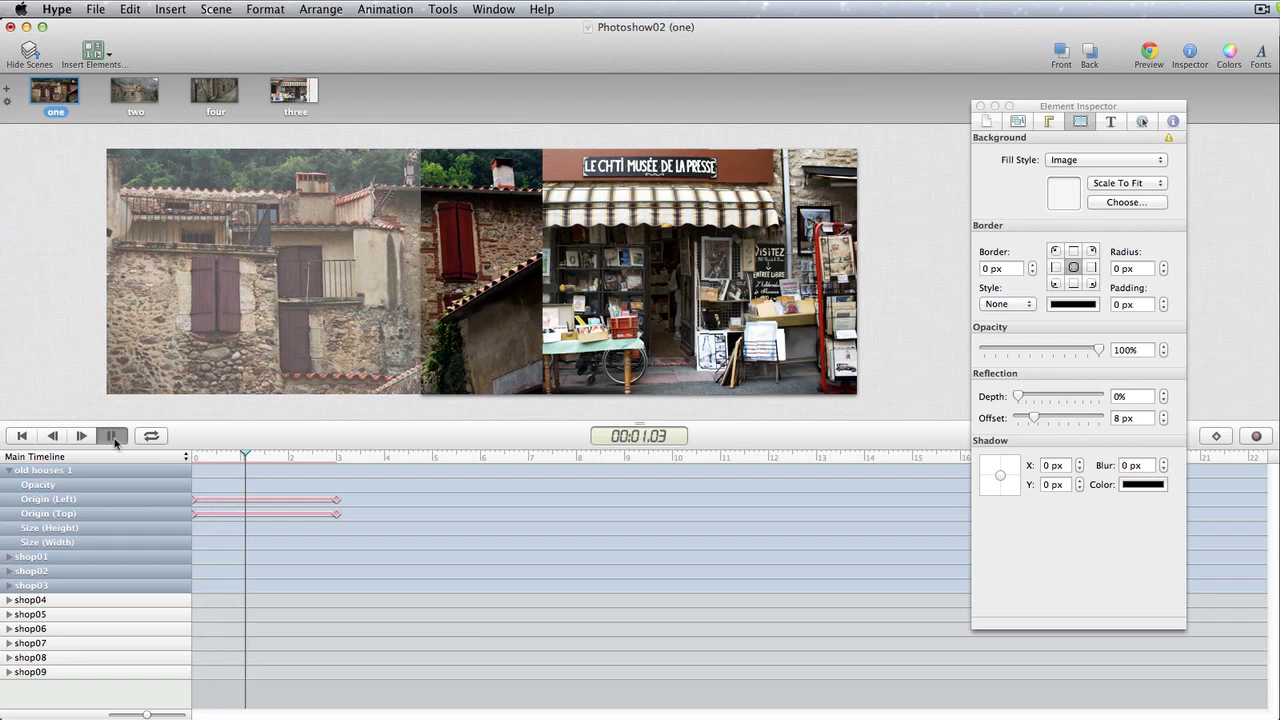 Hype File Edit Insert Scene Format Arrange Animation Tools Window Help
Photoshow02 (one)
Hide Scenes Insert Elements... Front Back Preview Inspector Colors Fonts
one two four three
Element Inspector
Background
Fill Style: Image
Scale To Fit
Choose...
Border
Border: Radius:
0 px 0 px
Style: Padding:
None 0 px
Opacity
100%
Reflection
Depth: 0%
Offset: 8 px
Shadow
X: 0 px Blur: 0 px
Y: 0 px Color:
LE CHTI MUSÉE DE LA PRESSE
VISITEZ
ENTREE LIBRE
00:01.03
Main Timeline 0 2 3 4 5 6 7 8 9 10 11 12 13 14 15 16 21 22
old houses 1
Opacity
Origin (Left)
Origin (Top)
Size (Height)
Size (Width)
shop01
shop02
shop03
shop04
shop05
shop06
shop07
shop08
shop09